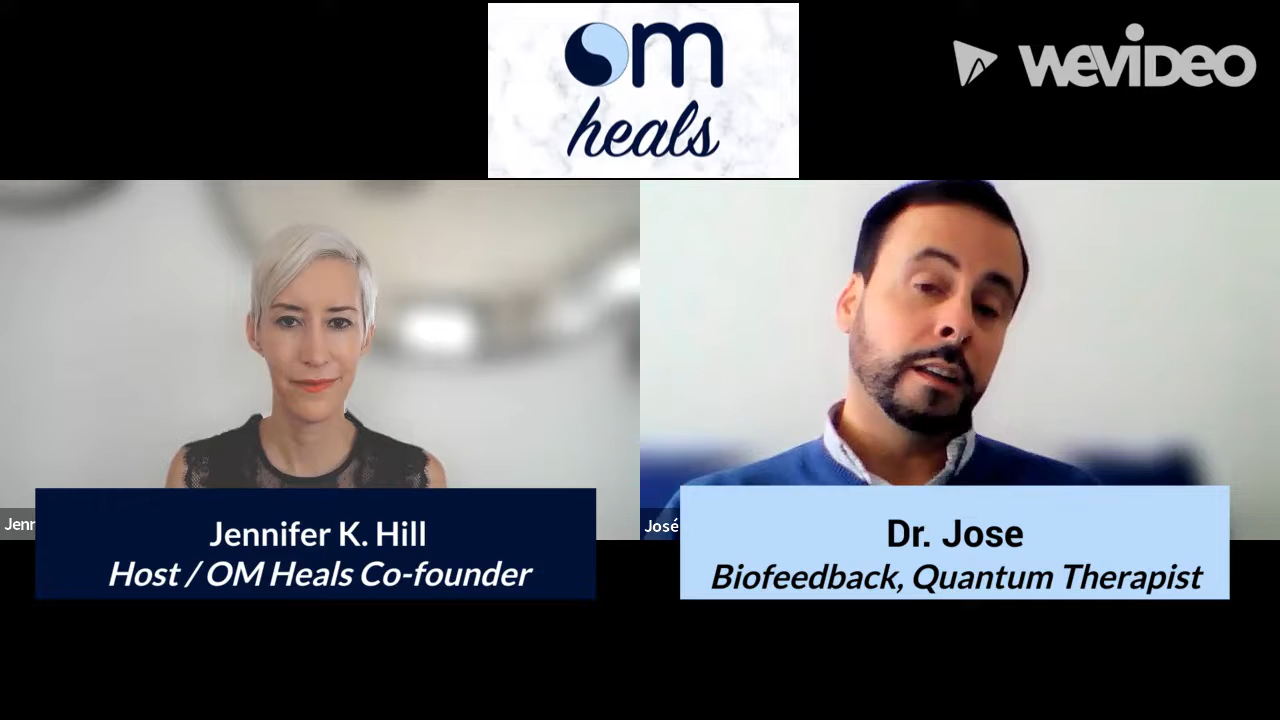 om
heals
WEVIDEO
Jenn
José
Jennifer K. Hill
Host / OM Heals Co-founder
Dr. Jose
Biofeedback, Quantum Therapist